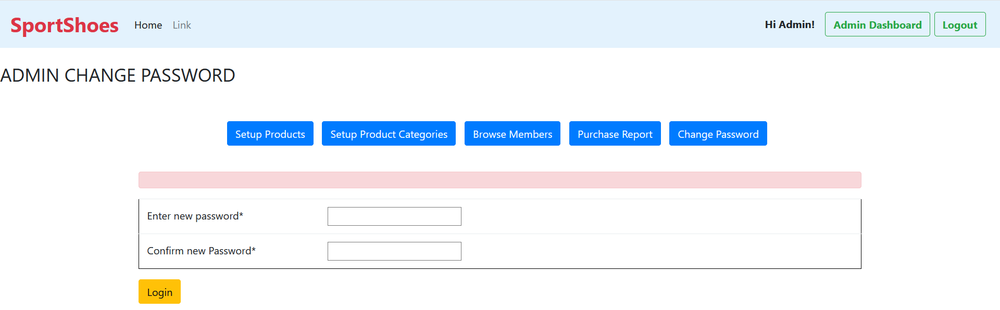 SportShoes Home Link Hi Admin! Admin Dashboard Logout
ADMIN CHANGE PASSWORD
Setup Products Setup Product Categories Browse Members Purchase Report Change Password
Enter new password*
Confirm new Password*
Login